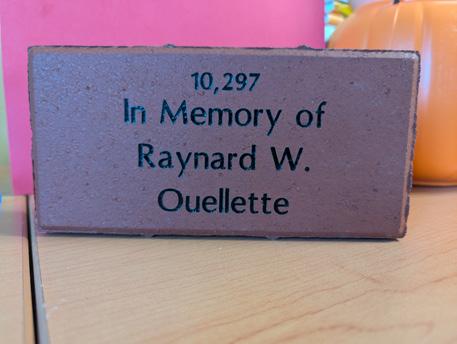 10,297
In Memory of
Raynard W.
Ouellette